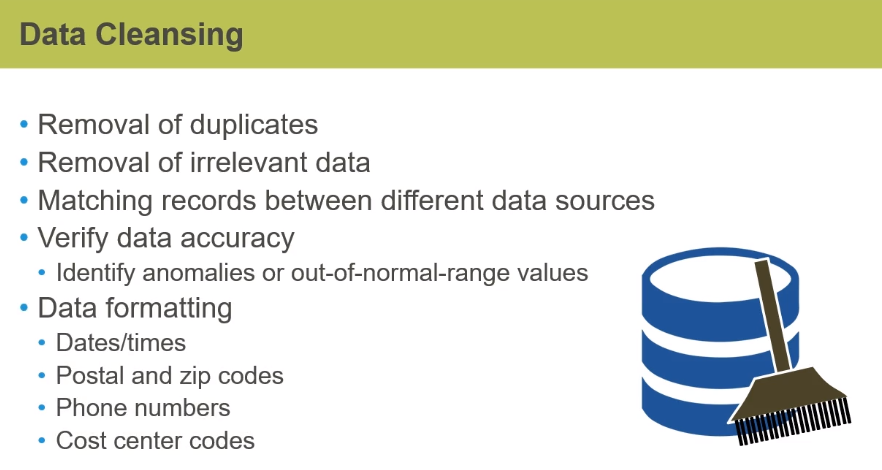 Data Cleansing
• Removal of duplicates
• Removal of irrelevant data
• Matching records between different data sources
• Verify data accuracy
• Identify anomalies or out-of-normal-range values
• Data formatting
• Dates/times
• Postal and zip codes
• Phone numbers
• Cost center codes